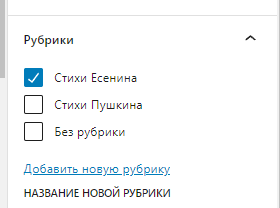 Рубрики
Стихи Есенина
Стихи Пушкина
Без рубрики
Добавить новую рубрику
НАЗВАНИЕ НОВОЙ РУБРИКИ